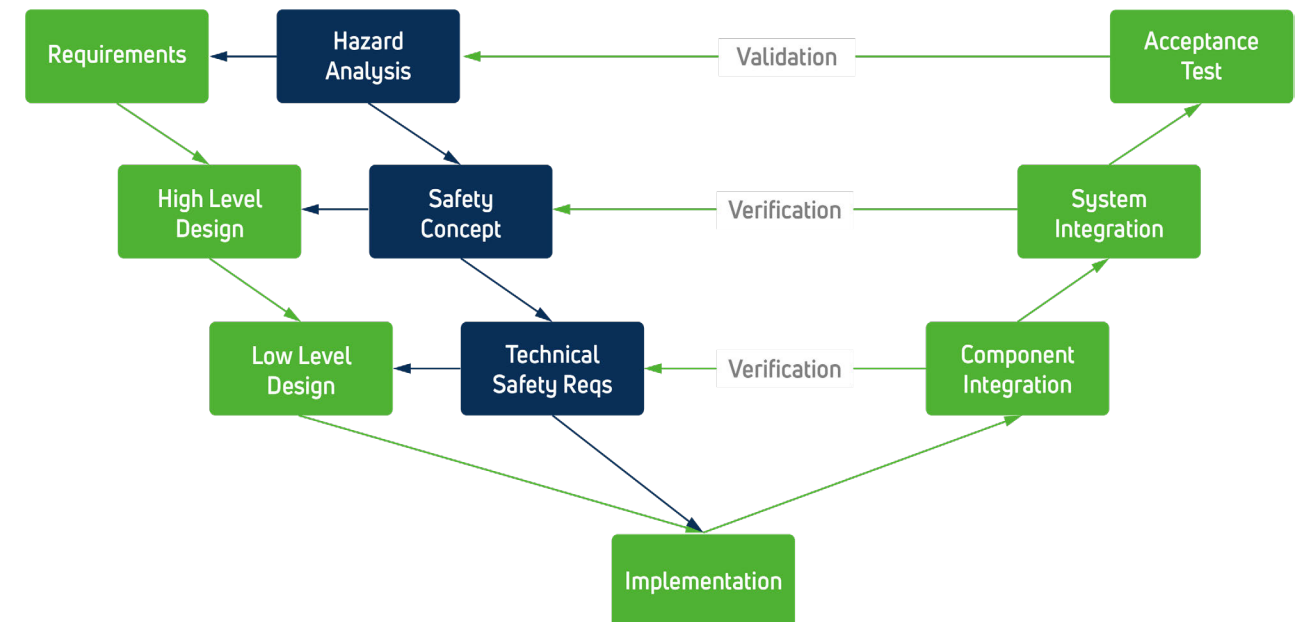 Requirements
Hazard
Analysis
Validation
Acceptance
Test
High Level
Design
Safety
Concept
Verification
System
Integration
Low Level
Design
Technical
Safety Reqs
Verification
Component
Integration
Implementation